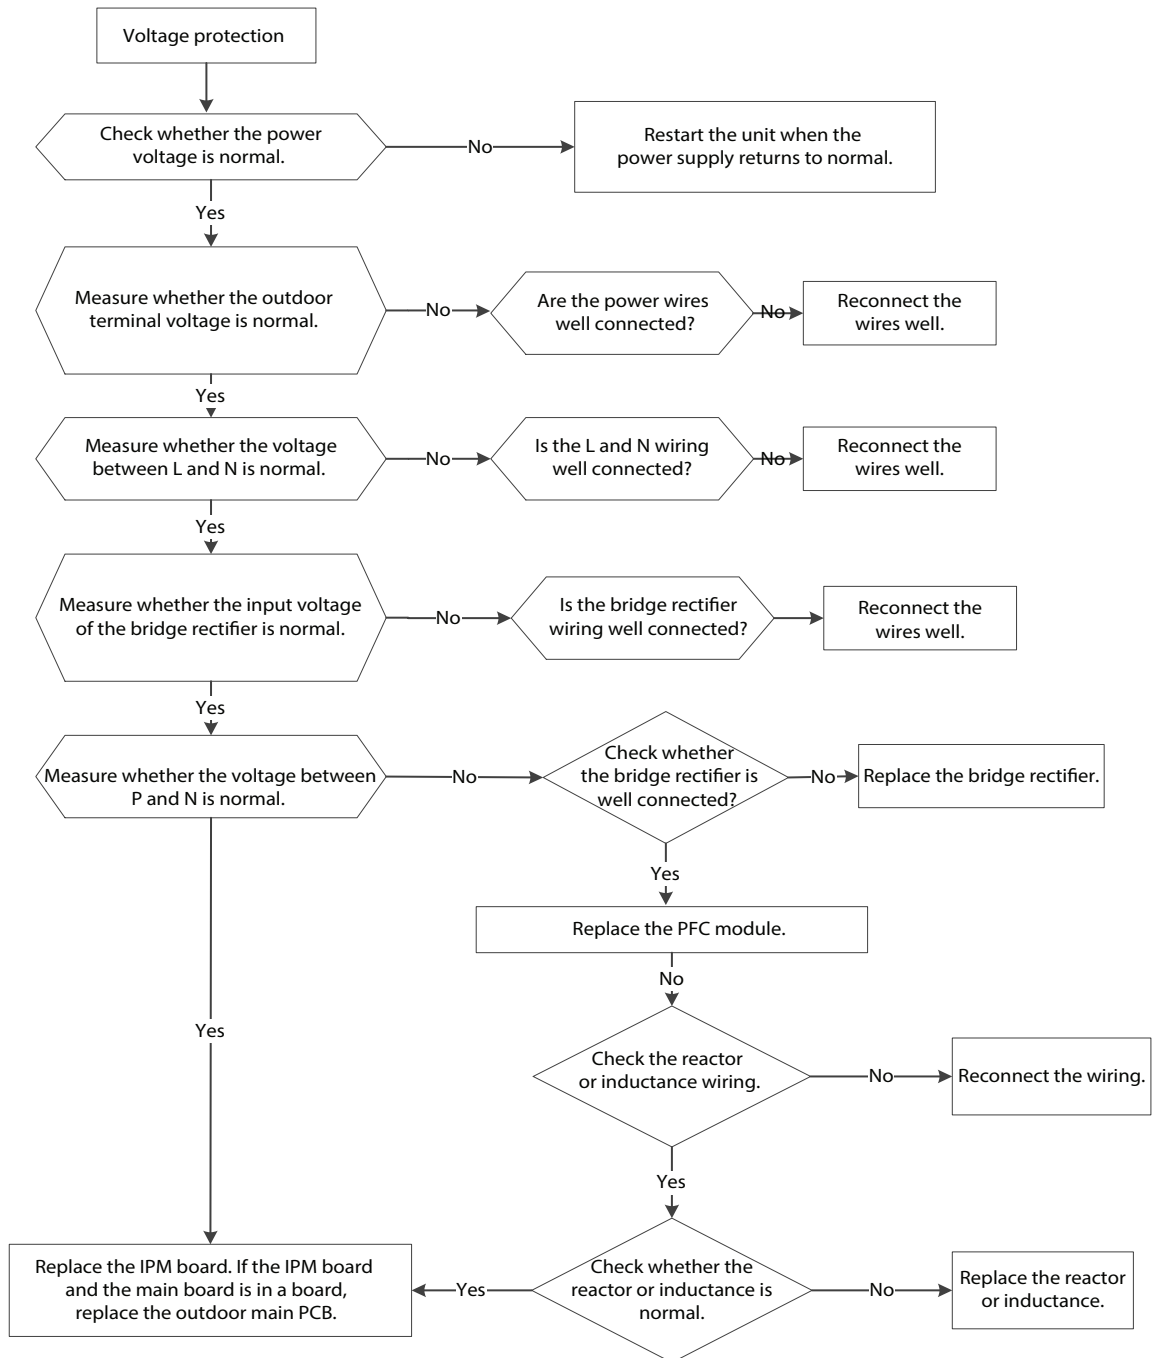 Voltage protection
Check whether the power
voltage is normal.
No
Restart the unit when the
power supply returns to normal.
Yes
Measure whether the outdoor
terminal voltage is normal.
No
Are the power wires
well connected?
No
Reconnect the
wires well.
Yes
Measure whether the voltage
between L and N is normal.
No
Is the L and N wiring
well connected?
No
Reconnect the
wires well.
Yes
Measure whether the input voltage
of the bridge rectifier is normal.
No
Is the bridge rectifier
wiring well connected?
Reconnect the
wires well.
Yes
Measure whether the voltage between
P and N is normal.
No
Check whether
the bridge rectifier is
well connected?
No
Replace the bridge rectifier.
Yes
Replace the PFC module.
No
Yes
Check the reactor
or inductance wiring.
No
Reconnect the wiring.
Yes
Replace the IPM board. If the IPM board
and the main board is in a board,
replace the outdoor main PCB.
Yes
Check whether the
reactor or inductance is
normal.
No
Replace the reactor
or inductance.